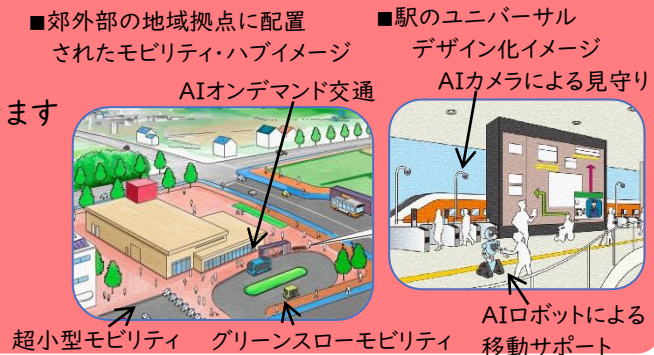 ■郊外部の地域拠点に配置
されたモビリティ・ハブイメージ
ます
AIオンデマンド交通
超小型モビリティ
グリーンスローモビリティ
■駅のユニバーサル
デザイン化イメージ
AIカメラによる見守り
AIロボットによる
移動サポート